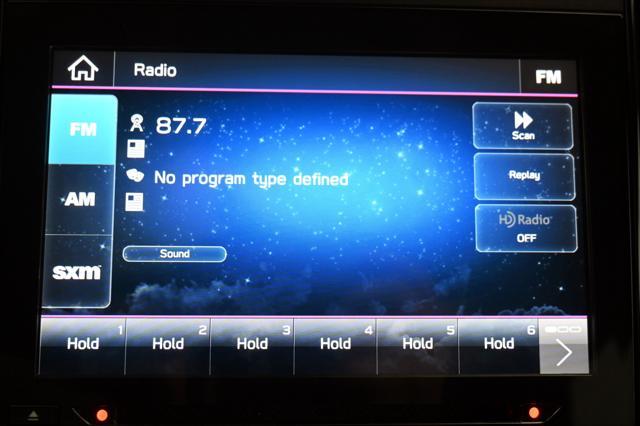 Radio
FM
FM
87.7
Scan
AM
No program type defined
Replay
HD Radio
OFF
Sound
sxm
1 2 3 4 5 6
Hold Hold Hold Hold Hold Hold